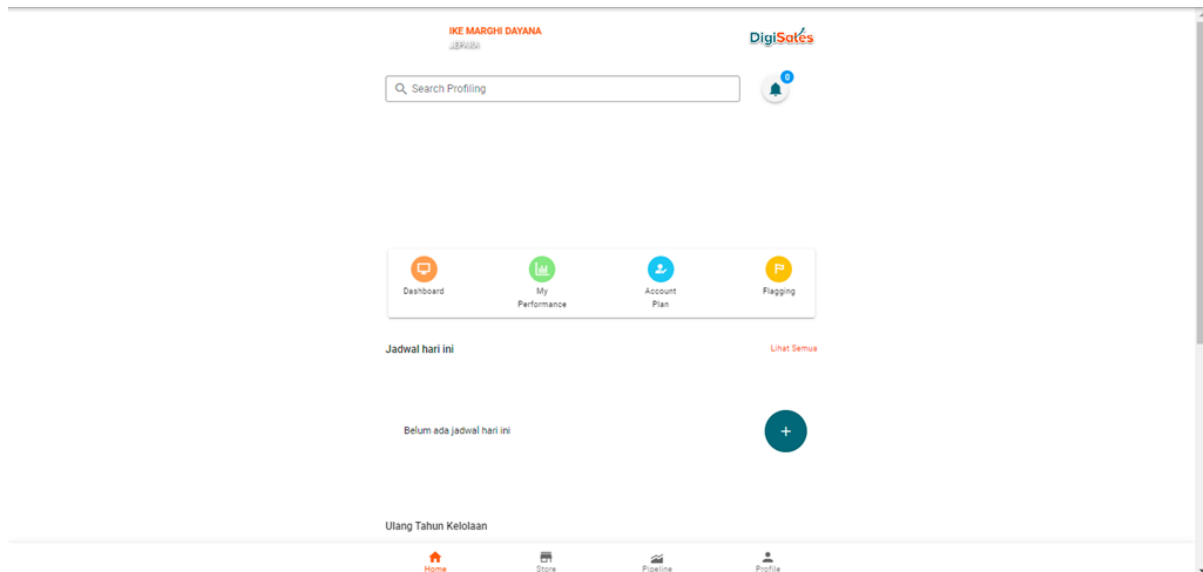 IKE MARGHI DAYANA
JEPARA
DigiSales
Search Profiling
0
Dashboard
My
Performance
Account
Plan
Flagging
Jadwal hari ini
Lihat Semua
Belum ada jadwal hari ini
+
Ulang Tahun Kelolaan
Home
Store
Pipeline
Profile